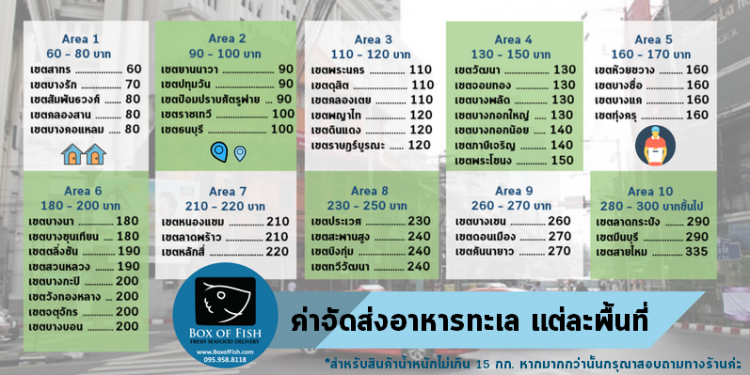 Area 1
60 - 80 บาท
เขตสาทร 60
เขตบางรัก 70
เขตสัมพันธวงศ์ 80
เขตคลองสาน 80
เขตบางคอแหลม 80
Area 2
90 - 100 บาท
เขตยานนาวา 90
เขตปทุมวัน 90
เขตป้อมปราบศัตรูพ่าย 90
เขตราชเทวี 100
เขตธนบุรี 100
Area 3
110 - 120 บาท
เขตพระนคร 110
เขตดุสิต 110
เขตคลองเตย 110
เขตพญาไท 120
เขตดินแดง 120
เขตราษฎร์บูรณะ 120
Area 4
130 - 150 บาท
เขตวัฒนา 130
เขตจอมทอง 130
เขตบางพลัด 130
เขตบางกอกใหญ่ 130
เขตบางกอกน้อย 140
เขตภาษีเจริญ 140
เขตพระโขนง 150
Area 5
160 - 170 บาท
เขตห้วยขวาง 160
เขตบางซื่อ 160
เขตบางแค 160
เขตทุ่งครุ 160
Area 6
180 - 200 บาท
เขตบางนา 180
เขตบางขุนเทียน 180
เขตตลิ่งชัน 190
เขตสวนหลวง 190
เขตบางกะปิ 200
เขตวังทองหลาง 200
เขตจตุจักร 200
เขตบางบอน 200
Area 7
210 - 220 บาท
เขตหนองแขม 210
เขตลาดพร้าว 210
เขตหลักสี่ 220
Area 8
230 - 250 บาท
เขตประเวศ 230
เขตสะพานสูง 240
เขตบึงกุ่ม 240
เขตทวีวัฒนา 240
Area 9
260 - 270 บาท
เขตบางเขน 260
เขตดอนเมือง 270
เขตคันนายาว 270
Area 10
280 - 300 บาทขึ้นไป
เขตลาดกระบัง 290
เขตมีนบุรี 290
เขตสายไหม 335
BOX OF FISH
FRESH SEAFOOD DELIVERY
www.BoxofFish.com
095.958.8118
ค่าจัดส่งอาหารทะเล แต่ละพื้นที่
*สำหรับสินค้าน้ำหนักไม่เกิน 15 กก. หากมากกว่านั้นกรุณาสอบถามทางร้านค่ะ